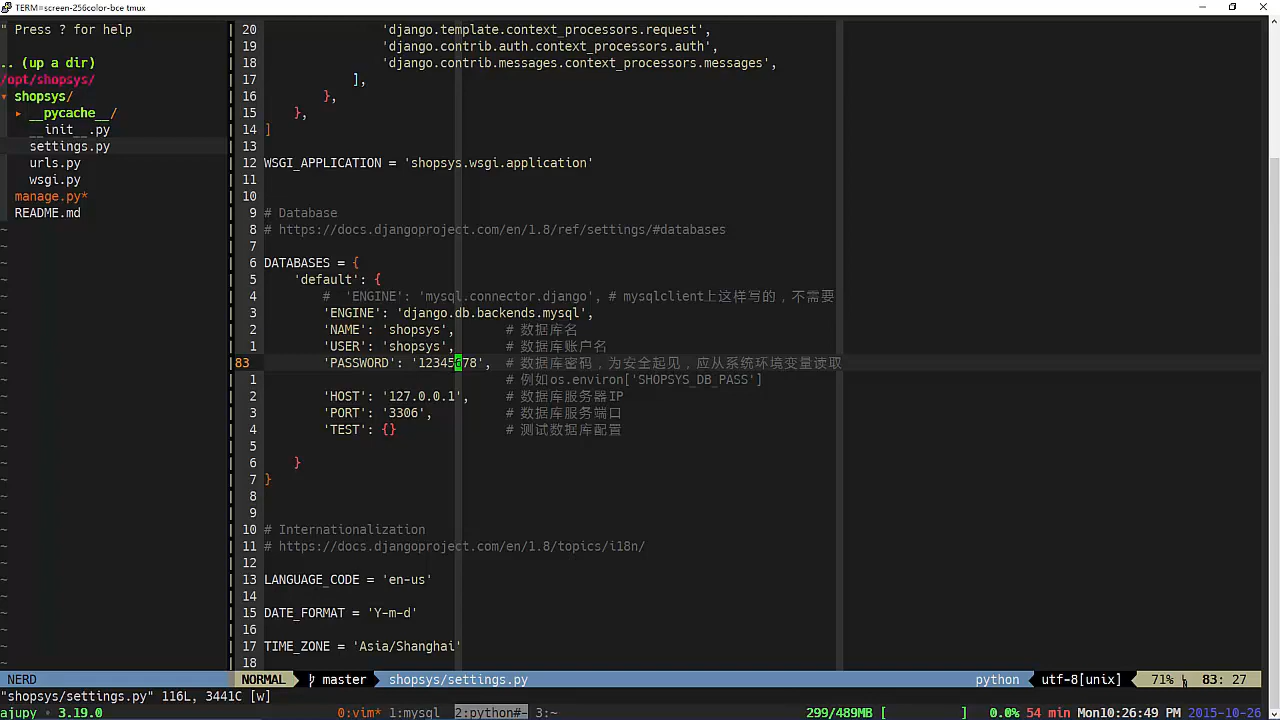 TERM=screen-256color-bce tmux
" Press ? for help
.. (up a dir)
/opt/shopsys/
▾ shopsys/
▸ __pycache__/
__init__.py
settings.py
urls.py
wsgi.py
manage.py*
README.md
20 'django.template.context_processors.request',
19 'django.contrib.auth.context_processors.auth',
18 'django.contrib.messages.context_processors.messages',
17 ],
16 },
15 },
14 ]
13
12 WSGI_APPLICATION = 'shopsys.wsgi.application'
11
10
9 # Database
8 # https://docs.djangoproject.com/en/1.8/ref/settings/#databases
7
6 DATABASES = {
5 'default': {
4 # 'ENGINE': 'mysql.connector.django', # mysqlclient上这样写的，不需要
3 'ENGINE': 'django.db.backends.mysql',
2 'NAME': 'shopsys', # 数据库名
1 'USER': 'shopsys', # 数据库账户名
83 'PASSWORD': '12345678', # 数据库密码，为安全起见，应从系统环境变量读取
1 # 例如os.environ['SHOPSYS_DB_PASS']
2 'HOST': '127.0.0.1', # 数据库服务器IP
3 'PORT': '3306', # 数据库服务端口
4 'TEST': {} # 测试数据库配置
5
6 }
7 }
8
9
10 # Internationalization
11 # https://docs.djangoproject.com/en/1.8/topics/i18n/
12
13 LANGUAGE_CODE = 'en-us'
14
15 DATE_FORMAT = 'Y-m-d'
16
17 TIME_ZONE = 'Asia/Shanghai'
18
NERD NORMAL master shopsys/settings.py python utf-8[unix] 71% 83: 27
"shopsys/settings.py" 116L, 3441C [w]
ajupy · 3.19.0 0:vim* 1:mysql 2:python#- 3:~ 299/489MB [ ] 0.0% 54 min Mon10:26:49 PM 2015-10-26